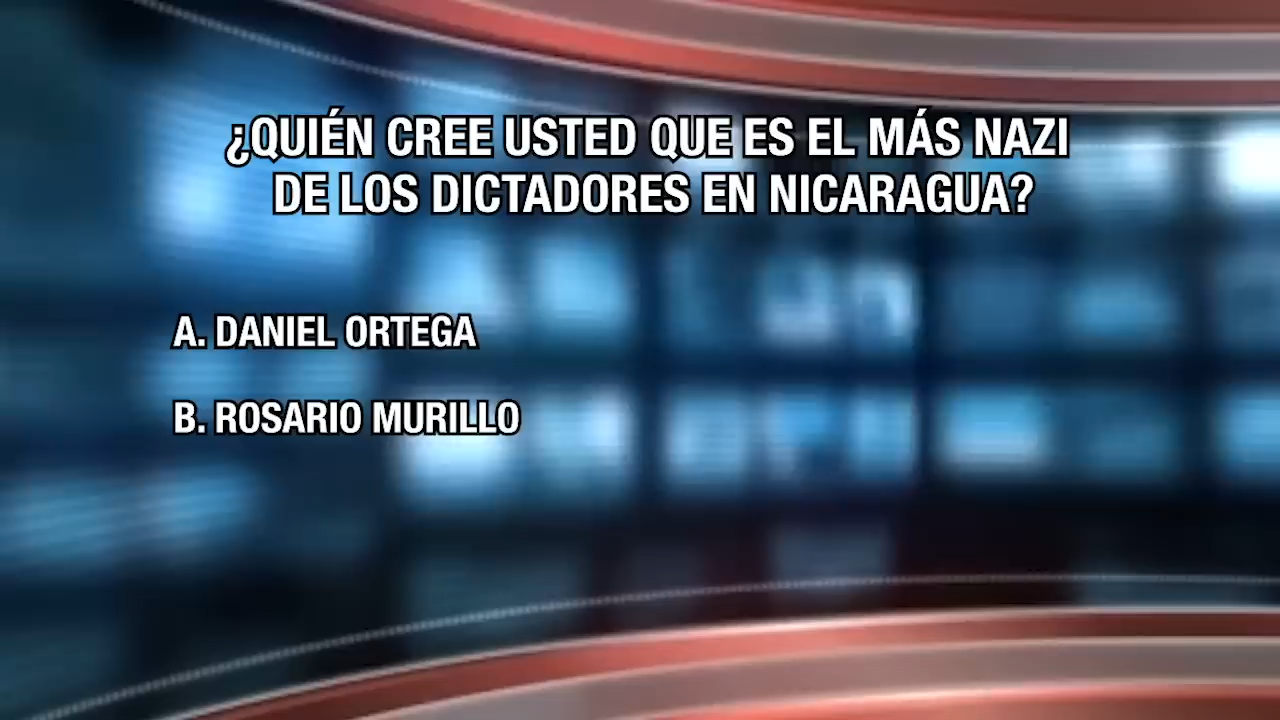 ¿QUIÉN CREE USTED QUE ES EL MÁS NAZI
DE LOS DICTADORES EN NICARAGUA?
A. DANIEL ORTEGA
B. ROSARIO MURILLO